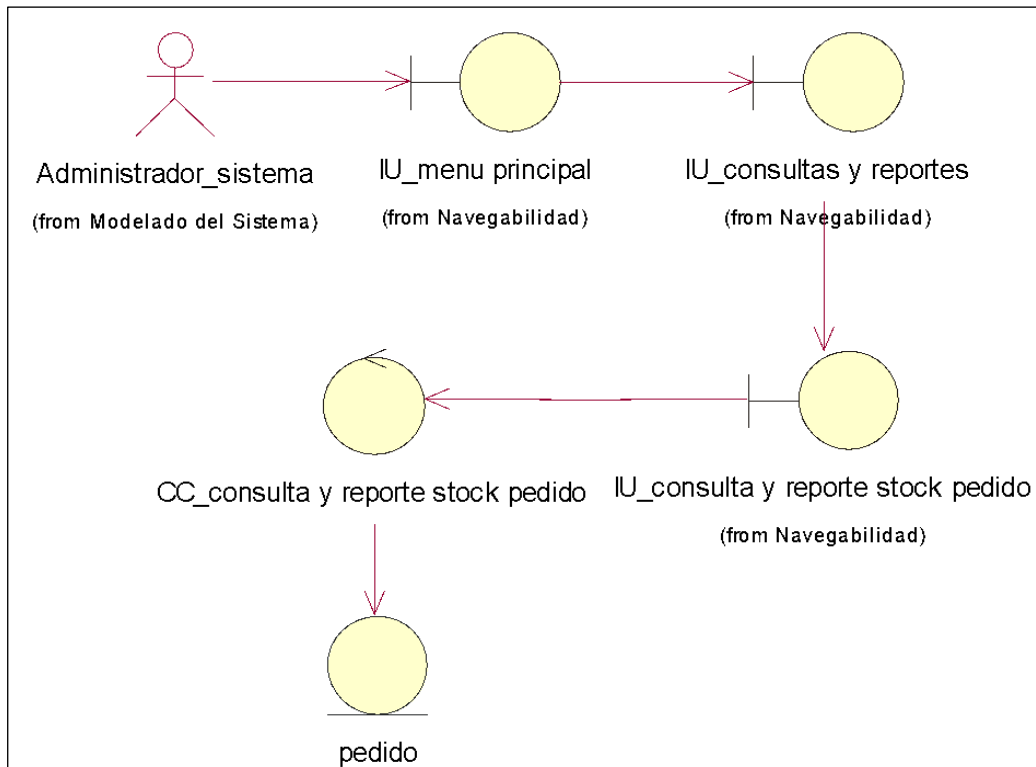 Administrador_sistema
(from Modelado del Sistema)
IU_menu principal
(from Navegabilidad)
IU_consultas y reportes
(from Navegabilidad)
CC_consulta y reporte stock pedido
IU_consulta y reporte stock pedido
(from Navegabilidad)
pedido